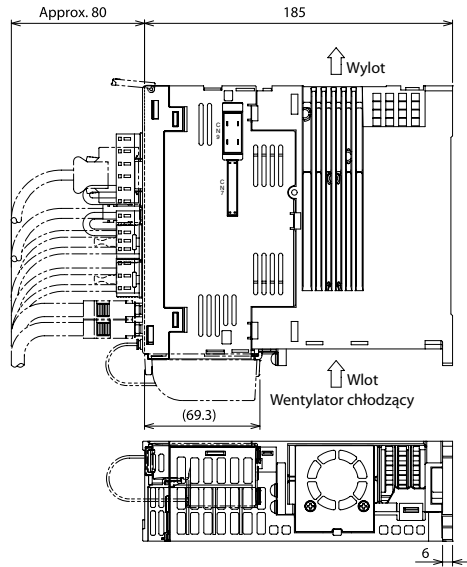 Approx. 80
185
Wylot
CN9
CN7
Wlot
Wentylator chłodzący
(69.3)
6